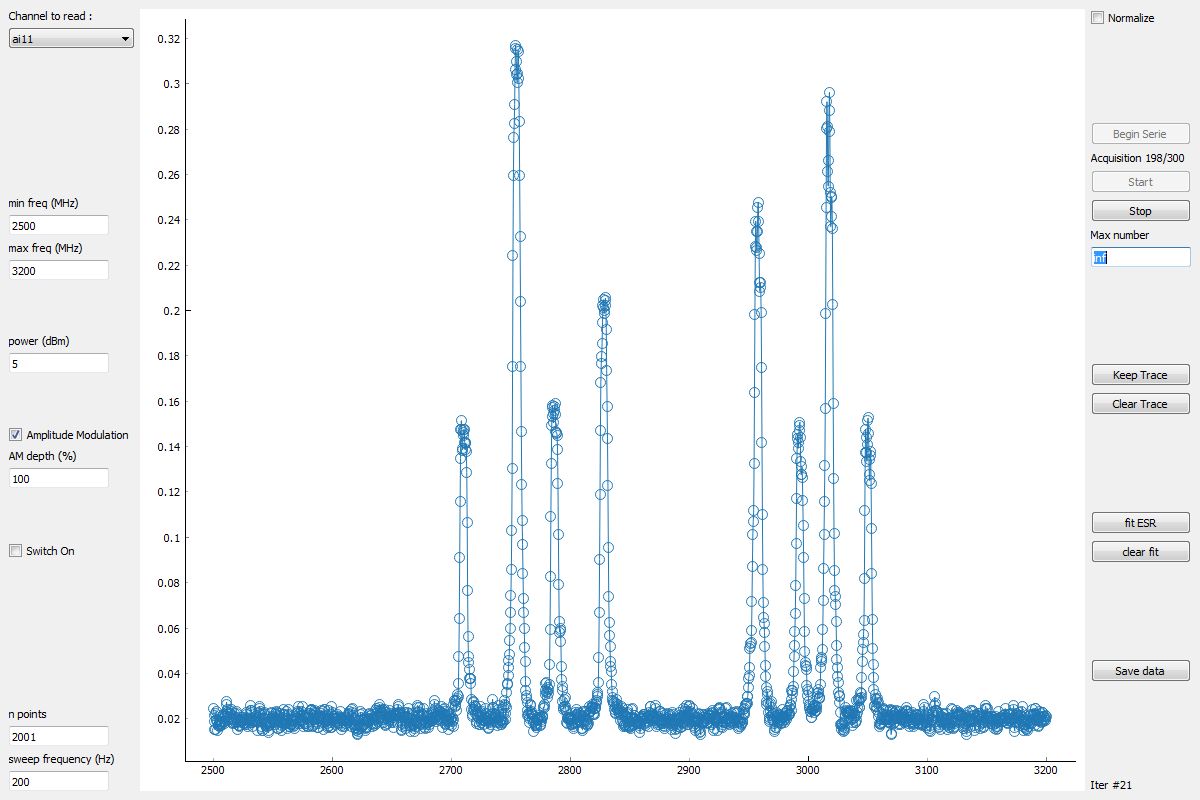 Channel to read :
ai11
min freq (MHz)
2500
max freq (MHz)
3200
power (dBm)
5
Amplitude Modulation
AM depth (%)
100
Switch On
n points
2001
sweep frequency (Hz)
200
0.32
0.3
0.28
0.26
0.24
0.22
0.2
0.18
0.16
0.14
0.12
0.1
0.08
0.06
0.04
0.02
2500 2600 2700 2800 2900 3000 3100 3200
Normalize
Begin Serie
Acquisition 198/300
Start
Stop
Max number
inf
Keep Trace
Clear Trace
fit ESR
clear fit
Save data
Iter #21